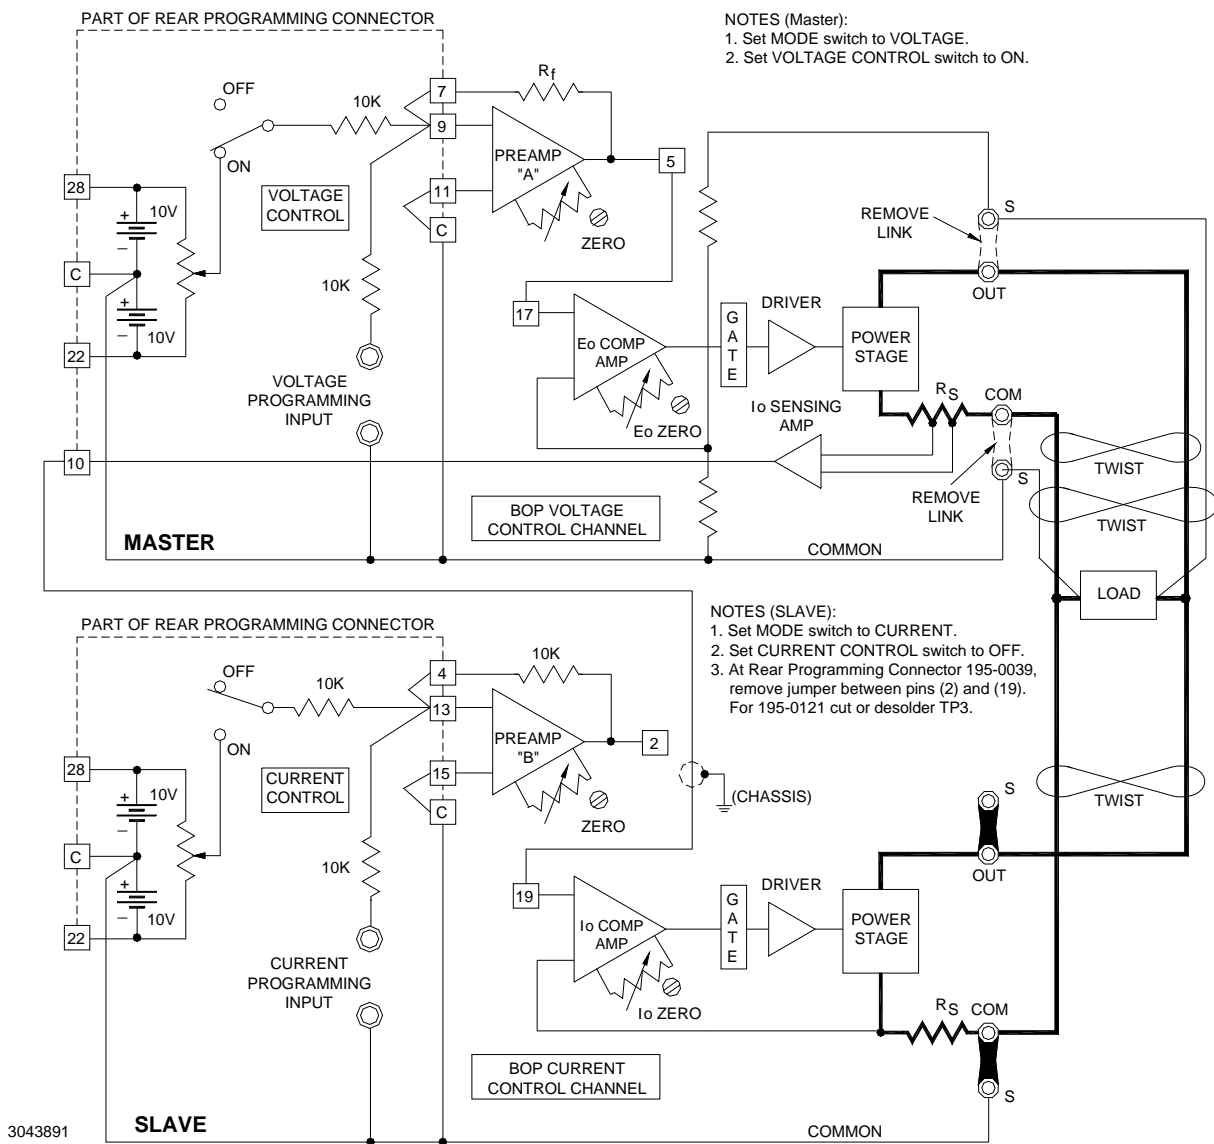 PART OF REAR PROGRAMMING CONNECTOR
NOTES (Master):
1. Set MODE switch to VOLTAGE.
2. Set VOLTAGE CONTROL switch to ON.
OFF
10K
7
Rf
9
PREAMP
"A"
5
ON
28
10V
+
–
VOLTAGE
CONTROL
11
C
ZERO
REMOVE
LINK
S
C
10K
OUT
+
–
10V
22
17
Eo COMP
AMP
G
A
T
E
DRIVER
POWER
STAGE
VOLTAGE
PROGRAMMING
INPUT
Eo ZERO
Io SENSING
AMP
RS
COM
10
TWIST
S
REMOVE
LINK
BOP VOLTAGE
CONTROL CHANNEL
TWIST
MASTER
COMMON
LOAD
PART OF REAR PROGRAMMING CONNECTOR
NOTES (SLAVE):
1. Set MODE switch to CURRENT.
2. Set CURRENT CONTROL switch to OFF.
3. At Rear Programming Connector 195-0039,
remove jumper between pins (2) and (19).
For 195-0121 cut or desolder TP3.
OFF
10K
4
10K
13
PREAMP
"B"
2
ON
28
10V
+
–
CURRENT
CONTROL
15
C
ZERO
(CHASSIS)
TWIST
S
C
10K
OUT
+
–
10V
22
19
Io COMP
AMP
G
A
T
E
DRIVER
POWER
STAGE
CURRENT
PROGRAMMING
INPUT
Io ZERO
RS
COM
BOP CURRENT
CONTROL CHANNEL
S
3043891
SLAVE
COMMON